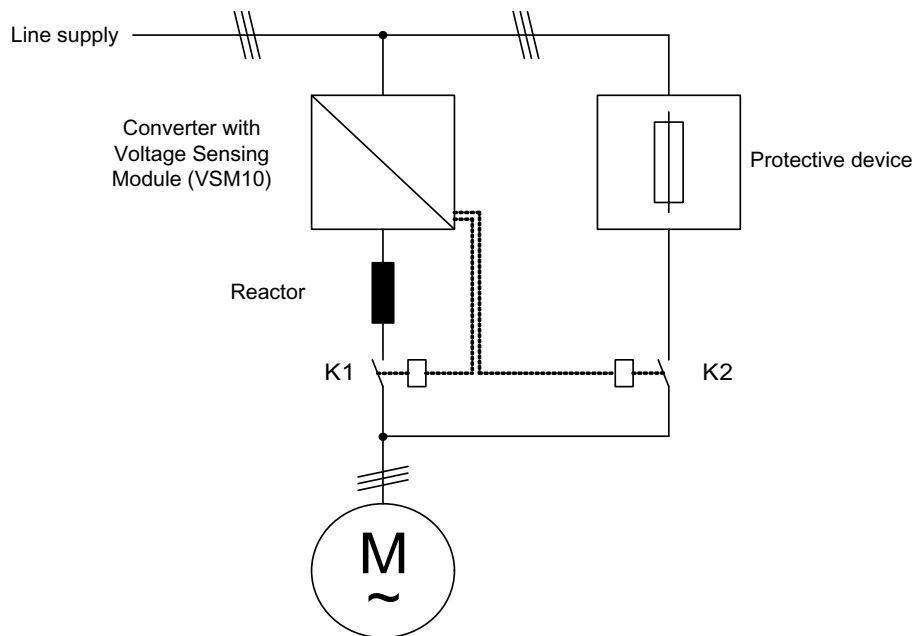 Line supply
Converter with
Voltage Sensing
Module (VSM10)
Protective device
Reactor
K1
K2
M
~